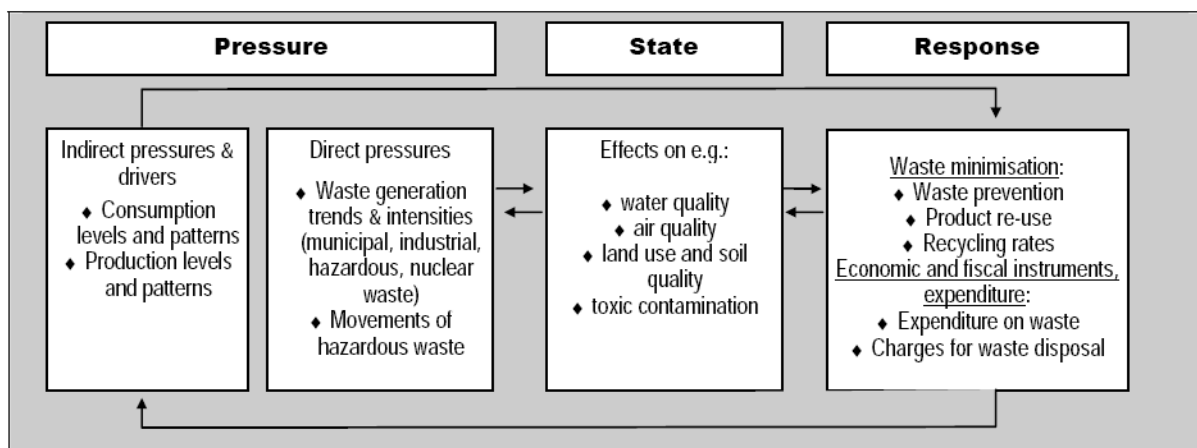 Pressure
State
Response
Indirect pressures &
drivers
♦ Consumption
levels and patterns
♦ Production levels
and patterns
Direct pressures
♦ Waste generation
trends & intensities
(municipal, industrial,
hazardous, nuclear
waste)
♦ Movements of
hazardous waste
Effects on e.g.:
♦ water quality
♦ air quality
♦ land use and soil
quality
♦ toxic contamination
Waste minimisation:
♦ Waste prevention
♦ Product re-use
♦ Recycling rates
Economic and fiscal instruments,
expenditure:
♦ Expenditure on waste
♦ Charges for waste disposal